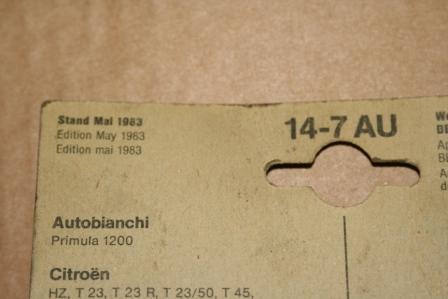 Stand Mai 1983
Edition May 1983
Edition mai 1983
14-7 AU
Autobianchi
Primula 1200
Citroën
HZ, T 23, T 23 R, T 23/50, T 45,